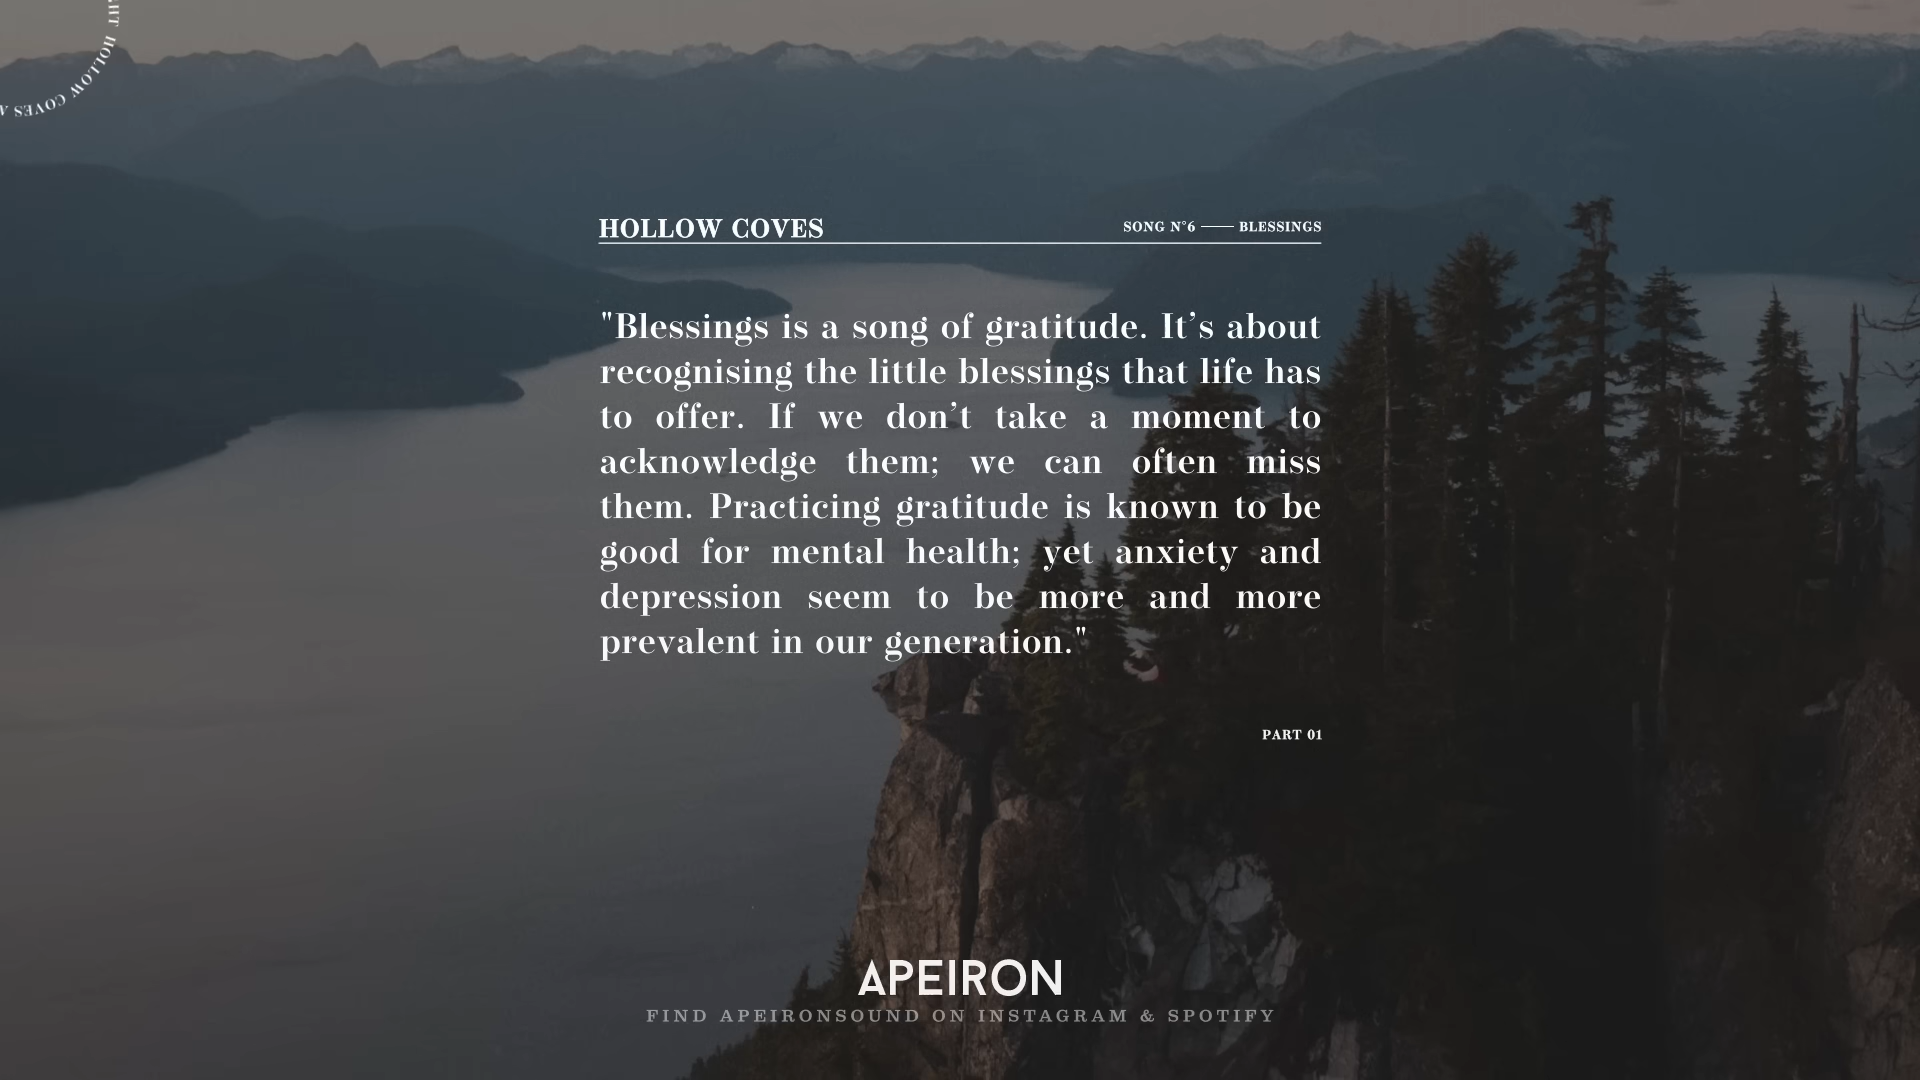 HT HOLLOW COVES A
HOLLOW COVES
SONG N°6 — BLESSINGS
"Blessings is a song of gratitude. It’s about
recognising the little blessings that life has
to offer. If we don’t take a moment to
acknowledge them; we can often miss
them. Practicing gratitude is known to be
good for mental health; yet anxiety and
depression seem to be more and more
prevalent in our generation."
PART 01
APEIRON
FIND APEIRONSOUND ON INSTAGRAM & SPOTIFY